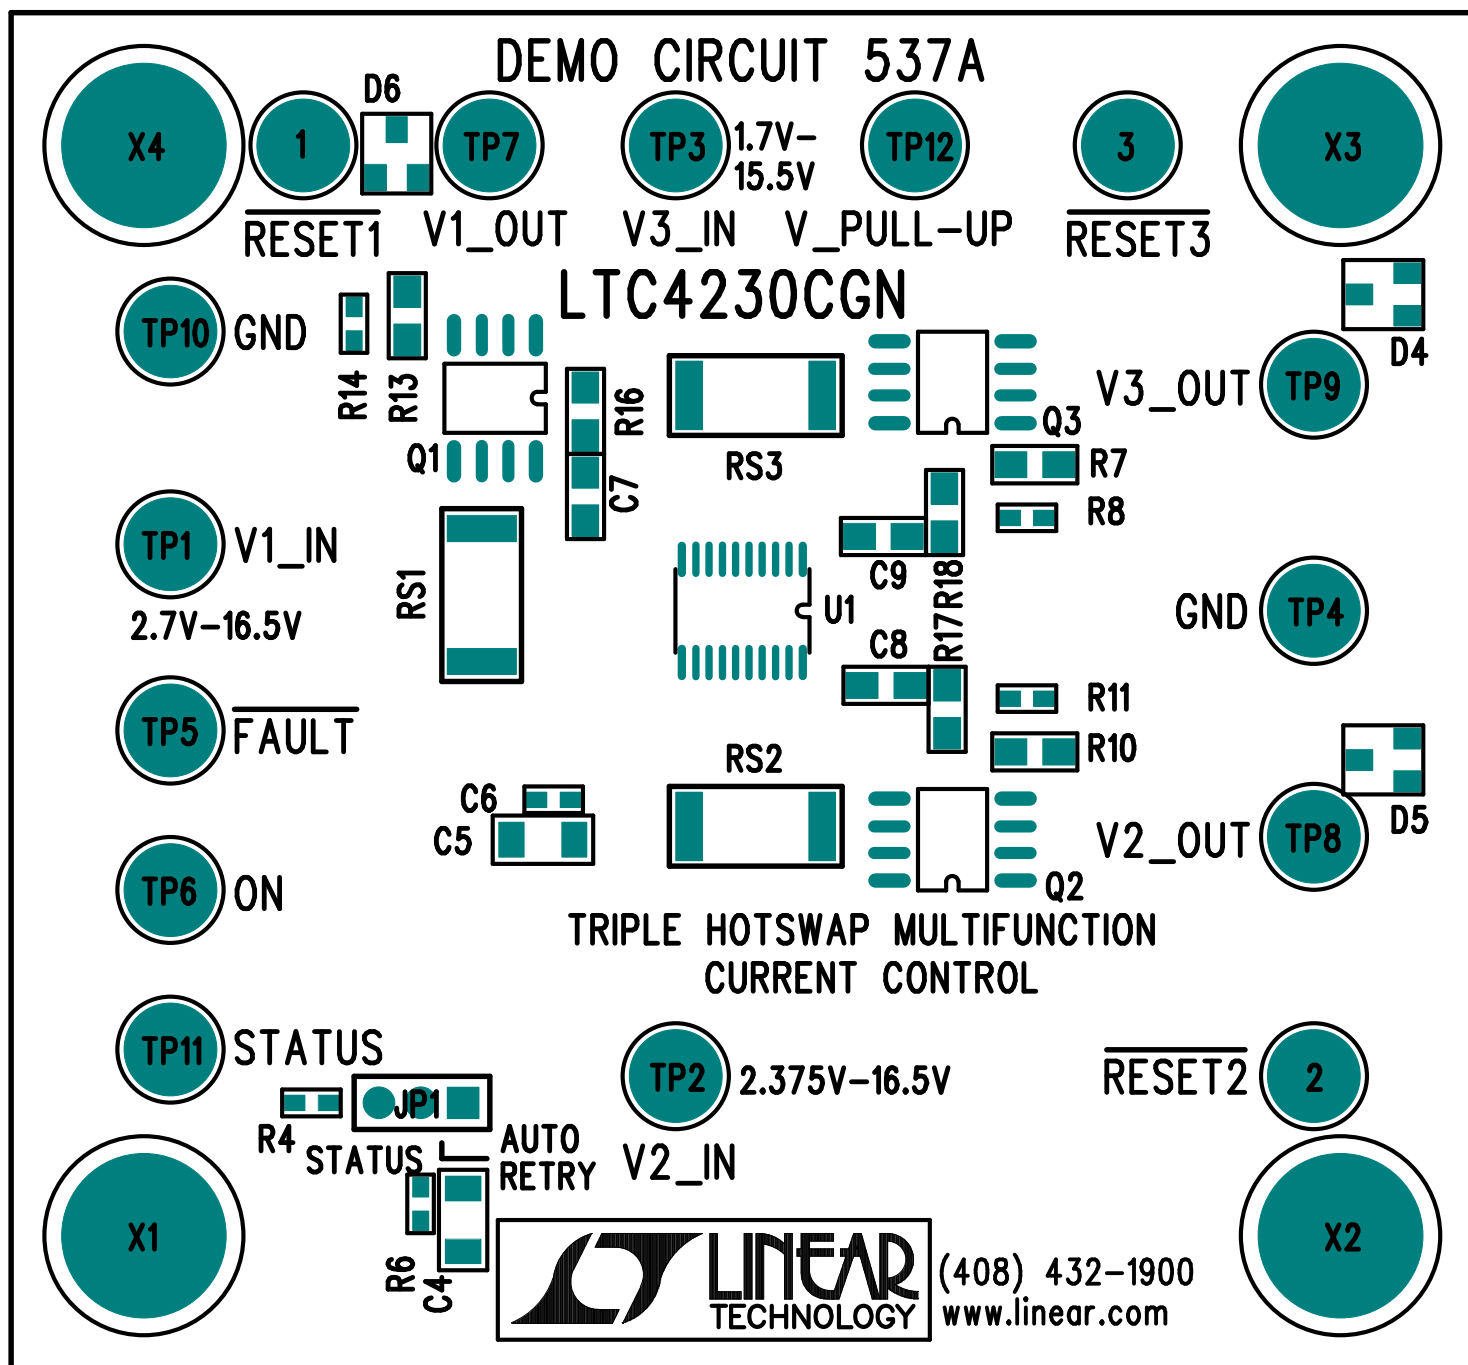 DEMO CIRCUIT 537A
D6
X4
1
TP7
TP3
1.7V-
15.5V
TP12
3
X3
RESET1
V1_OUT
V3_IN
V_PULL-UP
RESET3
LTC4230CGN
TP10
GND
R14
R13
D4
V3_OUT
TP9
R16
Q1
C7
RS3
Q3
R7
R8
TP1
V1_IN
2.7V-16.5V
RS1
U1
C9
R18
R17
C8
GND
TP4
R11
R10
TP5
FAULT
RS2
C6
C5
D5
V2_OUT
TP8
TP6
ON
Q2
TRIPLE HOTSWAP MULTIFUNCTION
CURRENT CONTROL
TP11
STATUS
TP2
2.375V-16.5V
RESET2
2
JP1
R4
STATUS
AUTO
RETRY
V2_IN
X1
R6
C4
X2
LINEAR
TECHNOLOGY
(408) 432-1900
www.linear.com